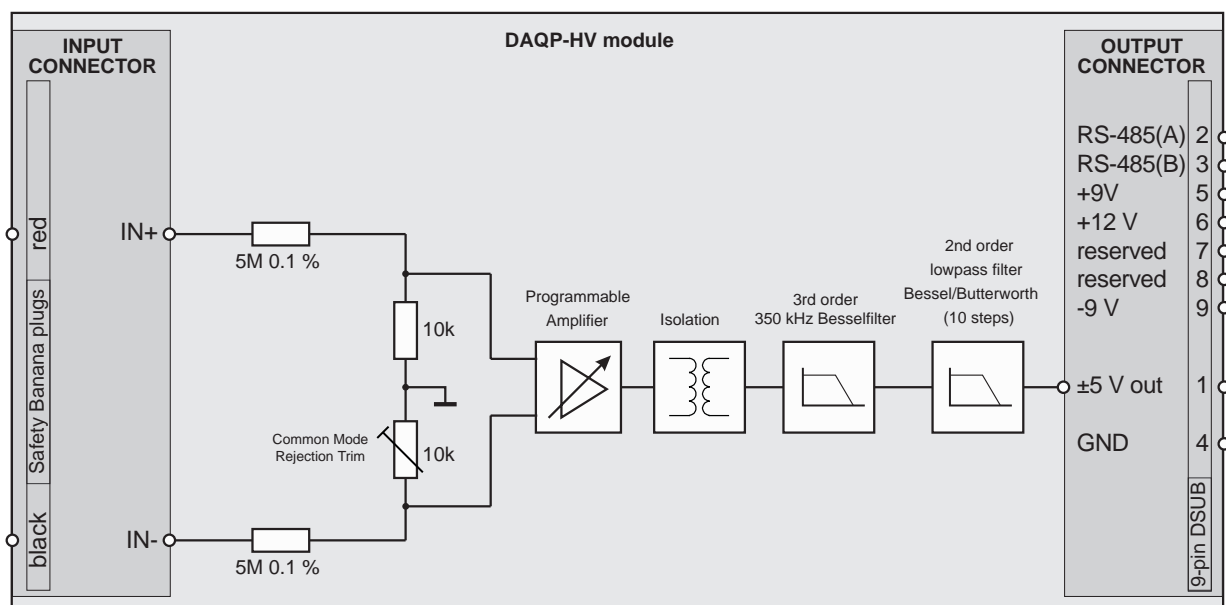 DAQP-HV module
INPUT
CONNECTOR
red
Safety Banana plugs
black
IN+
5M 0.1 %
10k
Common Mode
Rejection Trim
10k
IN-
5M 0.1 %
Programmable
Amplifier
Isolation
3rd order
350 kHz Besselfilter
2nd order
lowpass filter
Bessel/Butterworth
(10 steps)
OUTPUT
CONNECTOR
RS-485(A) 2
RS-485(B) 3
+9V 5
+12 V 6
reserved 7
reserved 8
-9 V 9
±5 V out 1
GND 4
9-pin DSUB